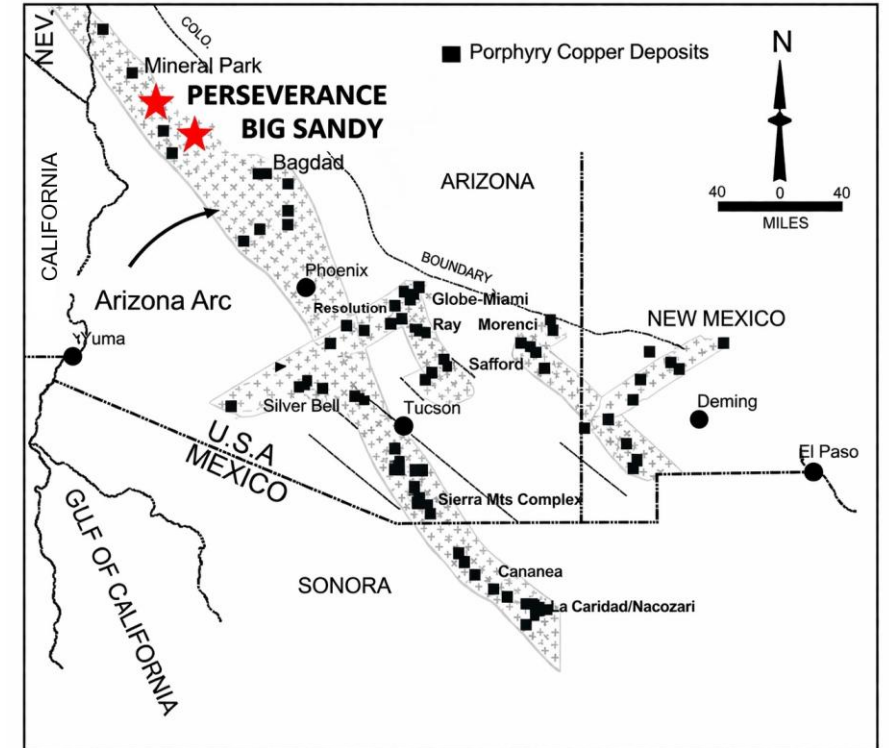 NEV.
COLO.
Porphyry Copper Deposits
N
Mineral Park
PERSEVERANCE
BIG SANDY
CALIFORNIA
Bagdad
ARIZONA
40 0 40
MILES
Arizona Arc
Phoenix
BOUNDARY
Resolution
Globe-Miami
Ray
Morenci
NEW MEXICO
Yuma
Safford
Silver Bell
Tucson
Deming
U.S.A
MEXICO
El Paso
GULF OF CALIFORNIA
Sierra Mts Complex
SONORA
Cananea
La Caridad/Nacozari